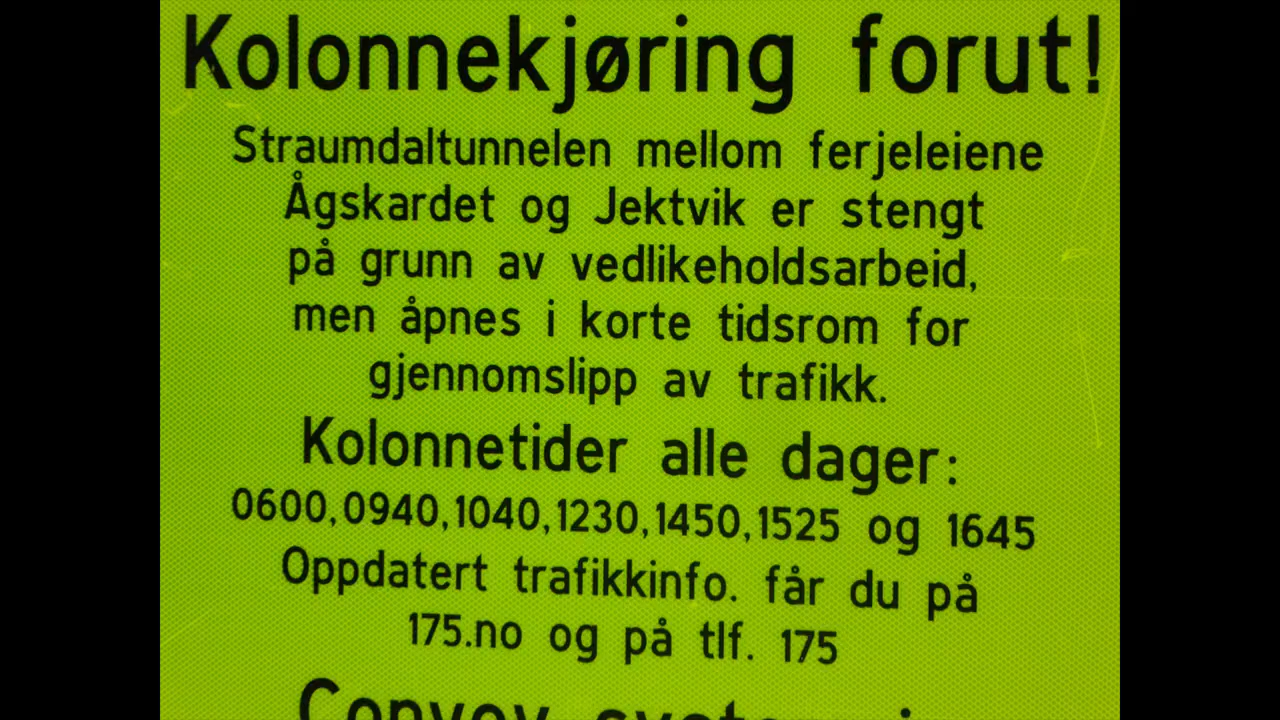 Kolonnekjøring forut!
Straumdaltunnelen mellom ferjeleiene
Ågskardet og Jektvik er stengt
på grunn av vedlikeholdsarbeid,
men åpnes i korte tidsrom for
gjennomslipp av trafikk.
Kolonnetider alle dager:
0600,0940,1040,1230,1450,1525 og 1645
Oppdatert trafikkinfo. får du på
175.no og på tlf. 175
Convoy system i